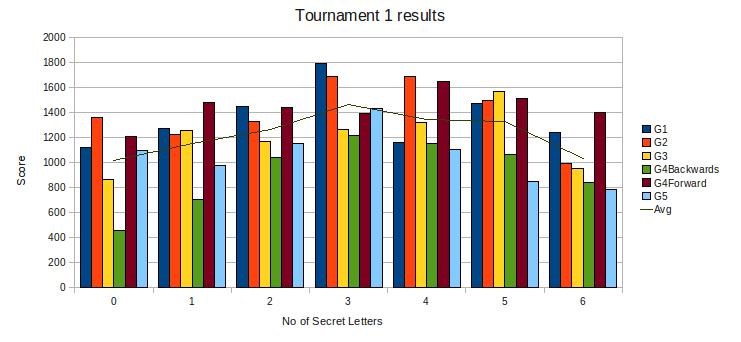 Tournament 1 results
2000
1800
1600
1400
1200
1000
800
600
400
200
0
Score
0 1 2 3 4 5 6
No of Secret Letters
G1
G2
G3
G4Backwards
G4Forward
G5
Avg